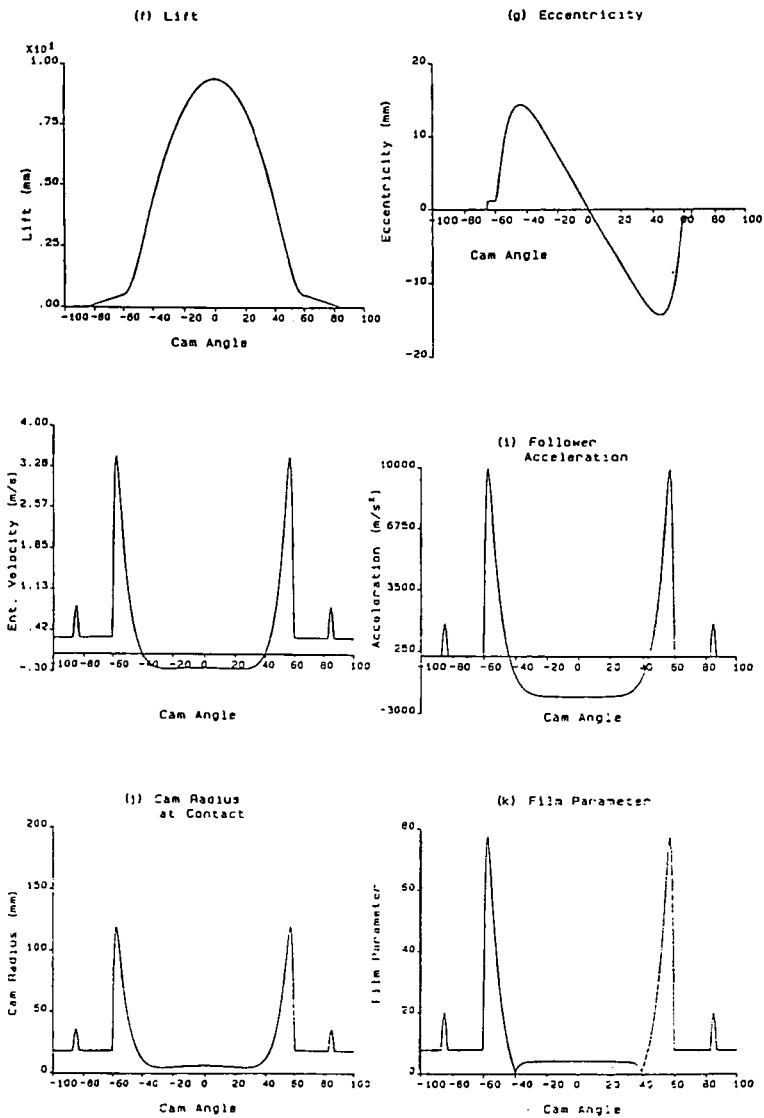 (f) Lift
X10¹
1.00
.75
.50
.25
.00
Lift (mm)
-100 -80 -60 -40 -20 0 20 40 60 80 100
Cam Angle
(g) Eccentricity
20
10
0
-10
-20
Eccentricity (mm)
-100 -80 -60 -40 -20 0 20 40 60 80 100
Cam Angle
4.00
3.28
2.57
1.85
1.13
.42
-.30
Ent. Velocity (m/s)
-100 -80 -60 -40 -20 0 20 40 60 80 100
Cam Angle
(i) Follower
Acceleration
10000
6750
3500
250
-3000
Acceleration (m/s²)
-100 -80 -60 -40 -20 0 20 40 60 80 100
Cam Angle
(j) Cam Radius
at Contact
200
150
100
50
0
Cam Radius (mm)
-100 -80 -60 -40 -20 0 20 40 60 80 100
Cam Angle
(k) Film Parameter
80
60
40
20
0
Film Parameter
-100 -80 -60 -40 -20 0 20 40 60 80 100
Cam Angle